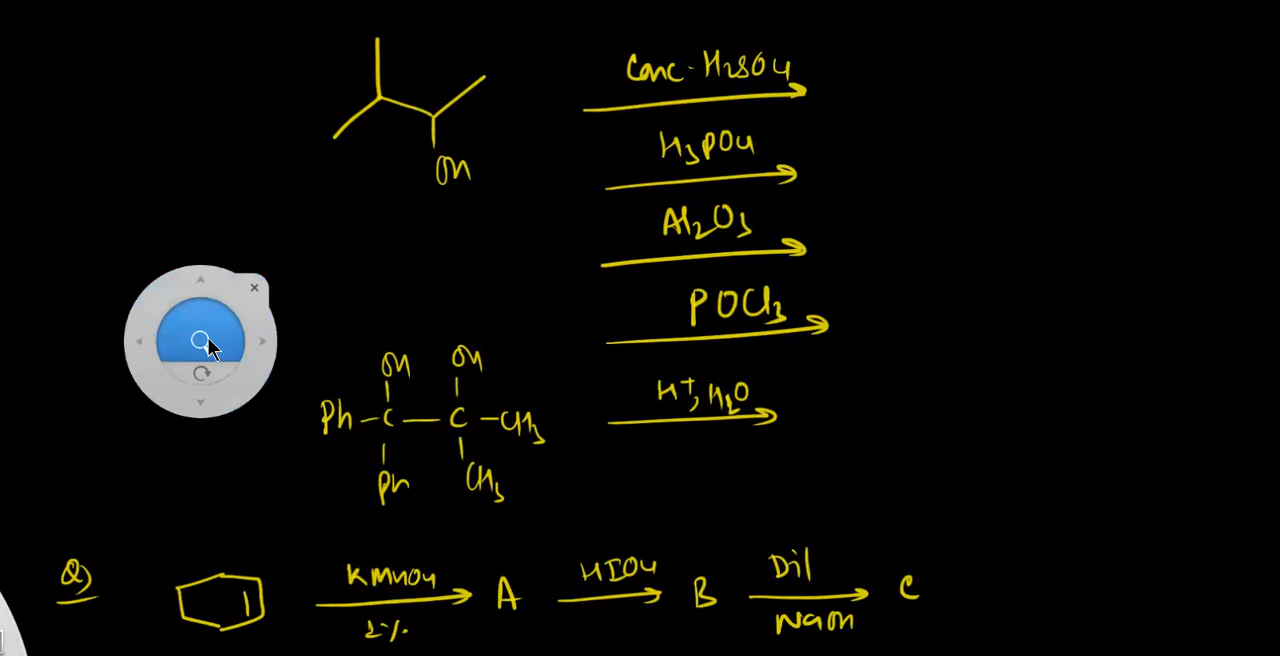 Conc. H2SO4
OH
H3PO4
Al2O3
POCl3
OH OH
H+, H2O
Ph-C-C-CH3
Ph CH3
Q) KMnO4 A HIO4 B Dil C
2% NaOH